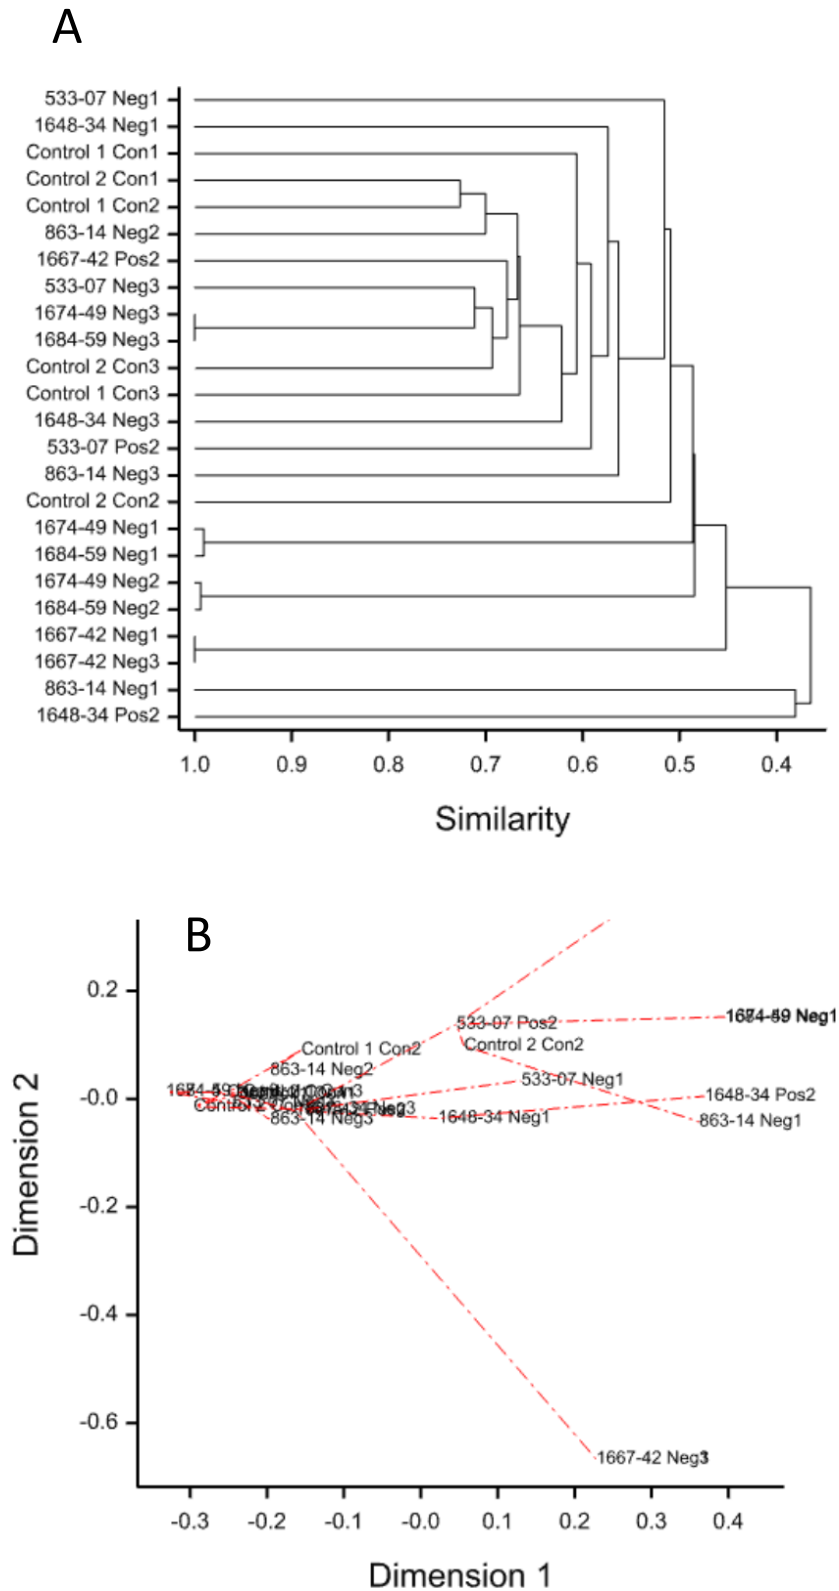 A
533-07 Neg1
1648-34 Neg1
Control 1 Con1
Control 2 Con1
Control 1 Con2
863-14 Neg2
1667-42 Pos2
533-07 Neg3
1674-49 Neg3
1684-59 Neg3
Control 2 Con3
Control 1 Con3
1648-34 Neg3
533-07 Pos2
863-14 Neg3
Control 2 Con2
1674-49 Neg1
1684-59 Neg1
1674-49 Neg2
1684-59 Neg2
1667-42 Neg1
1667-42 Neg3
863-14 Neg1
1648-34 Pos2
1.0 0.9 0.8 0.7 0.6 0.5 0.4
Similarity
B
0.2
533-07 Pos2
Control 2 Con2
Control 1 Con2
863-14 Neg2
533-07 Neg1
-0.0
1648-34 Pos2
Control 2
863-14 Neg3
1648-34 Neg1
863-14 Neg1
-0.2
-0.4
-0.6
1667-42
-0.3 -0.2 -0.1 -0.0 0.1 0.2 0.3 0.4
Dimension 1
Dimension 2